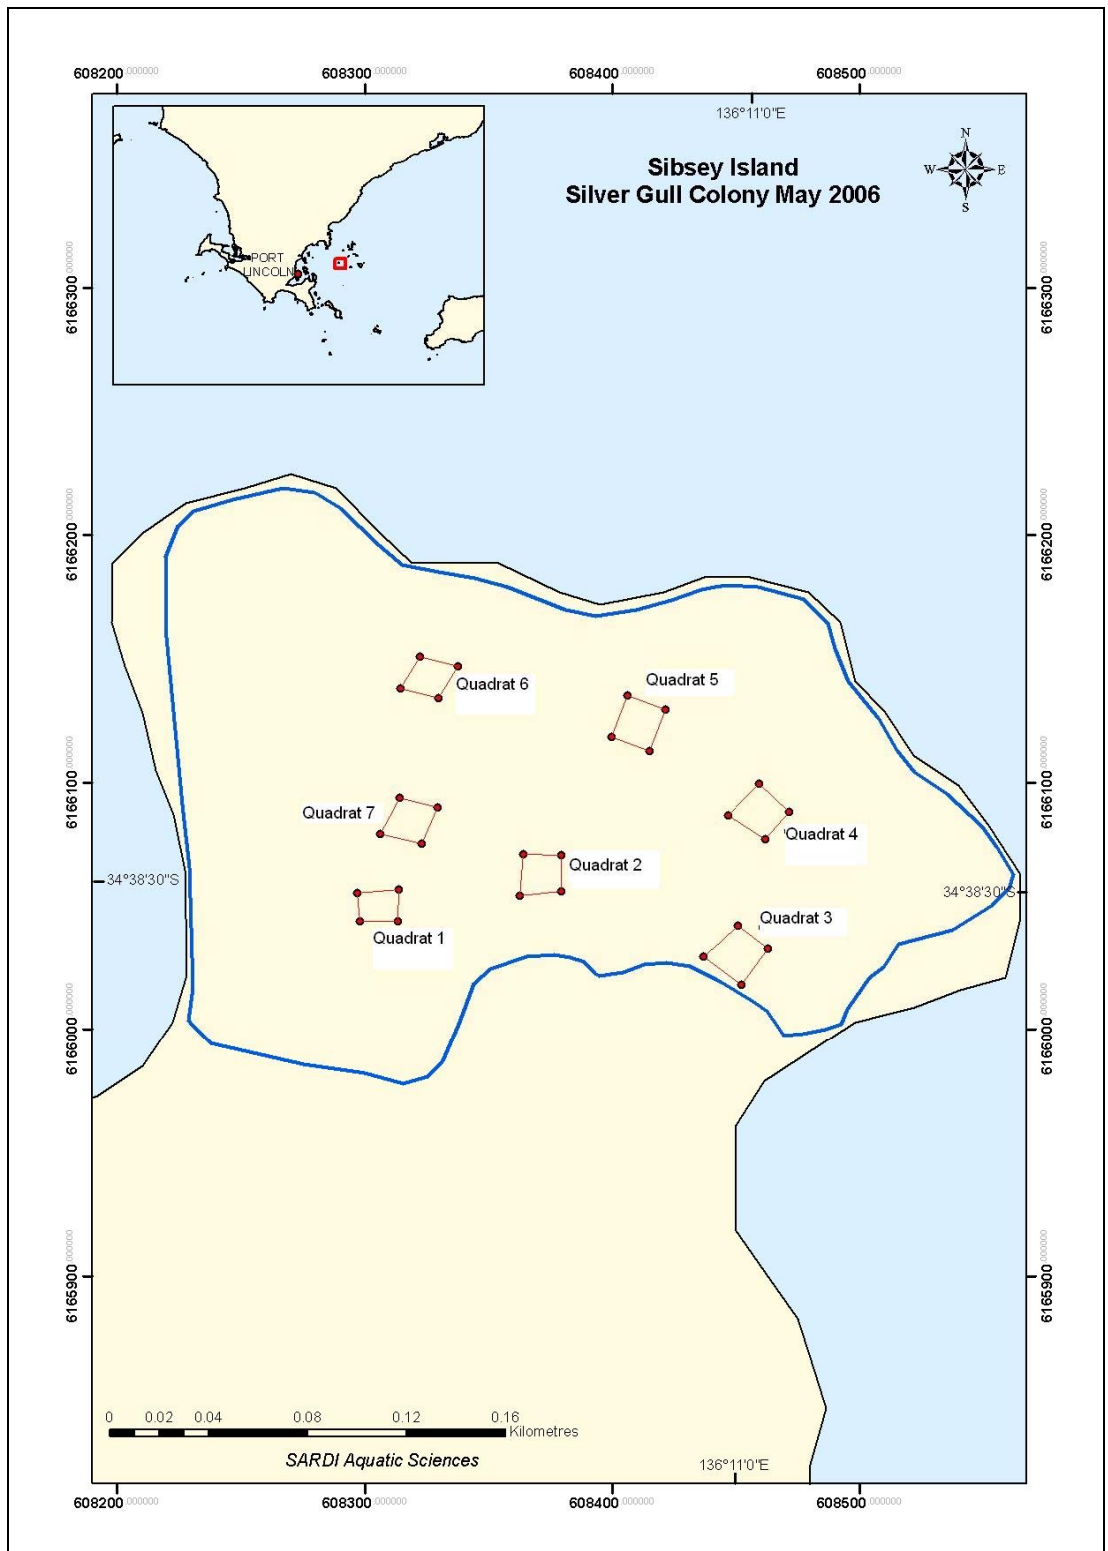 608200.000000 608300.000000 608400.000000 608500.000000
136°11'0"E
Sibsey Island
Silver Gull Colony May 2006
N
W E
S
PORT
LINCOLN
6166300.000000 6166300.000000
6166200.000000 6166200.000000
Quadrat 6
Quadrat 5
6166100.000000 6166100.000000
Quadrat 7
Quadrat 4
Quadrat 2
34°38'30"S 34°38'30"S
Quadrat 3
Quadrat 1
6166000.000000 6166000.000000
6165900.000000 6165900.000000
0 0.02 0.04 0.08 0.12 0.16
Kilometres
SARDI Aquatic Sciences
136°11'0"E
608200.000000 608300.000000 608400.000000 608500.000000